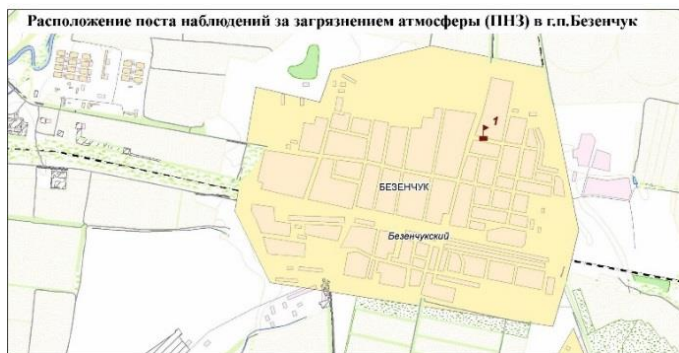 Расположение поста наблюдений за загрязнением атмосферы (ПНЗ) в г.п.Безенчук
1
БЕЗЕНЧУК
Безенчукский